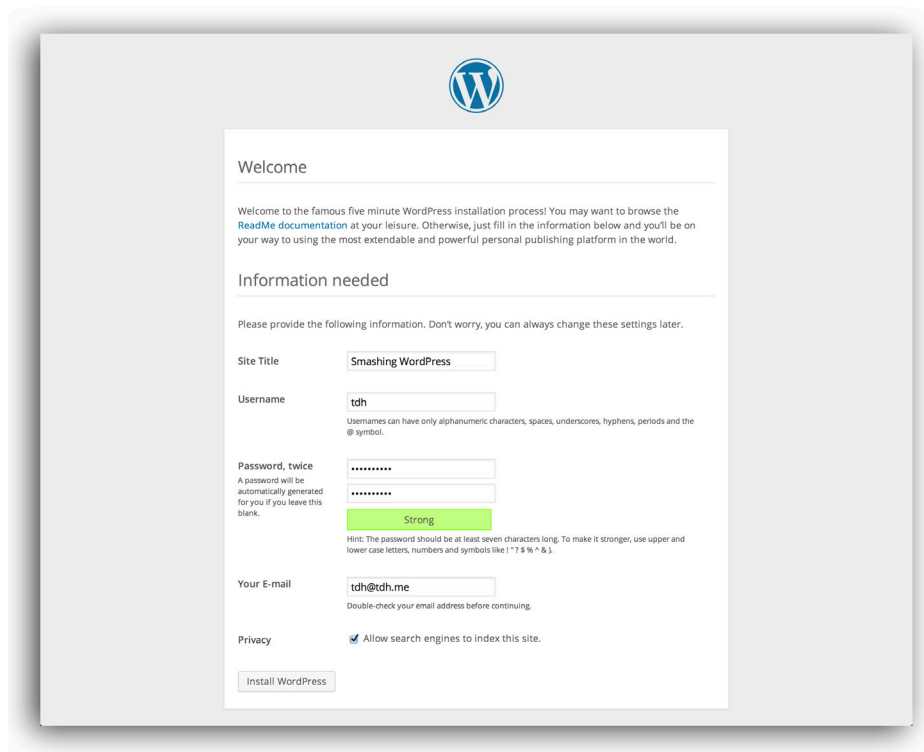 Welcome
Welcome to the famous five minute WordPress installation process! You may want to browse the
ReadMe documentation at your leisure. Otherwise, just fill in the information below and you'll be on
your way to using the most extendable and powerful personal publishing platform in the world.
Information needed
Please provide the following information. Don't worry, you can always change these settings later.
Site Title
Smashing WordPress
Username
tdh
Usernames can have only alphanumeric characters, spaces, underscores, hyphens, periods and the
@ symbol.
Password, twice
A password will be
automatically generated
for you if you leave this
blank.
••••••••••
••••••••••
Strong
Hint: The password should be at least seven characters long. To make it stronger, use upper and
lower case letters, numbers and symbols like ! " ? $ % ^ & ).
Your E-mail
tdh@tdh.me
Double-check your email address before continuing.
Privacy
Allow search engines to index this site.
Install WordPress